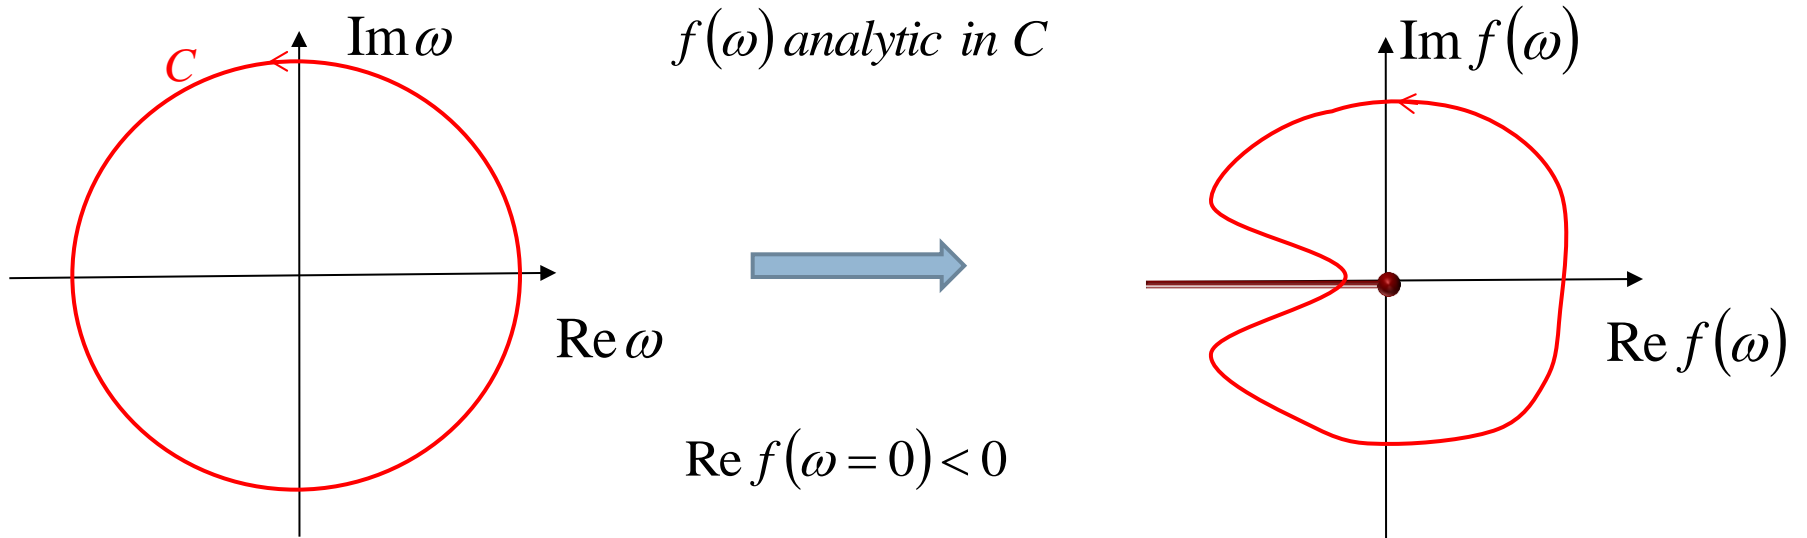 C
Im ω
f(ω) analytic in C
Im f(ω)
Re ω
Re f(ω)
Re f(ω = 0) < 0